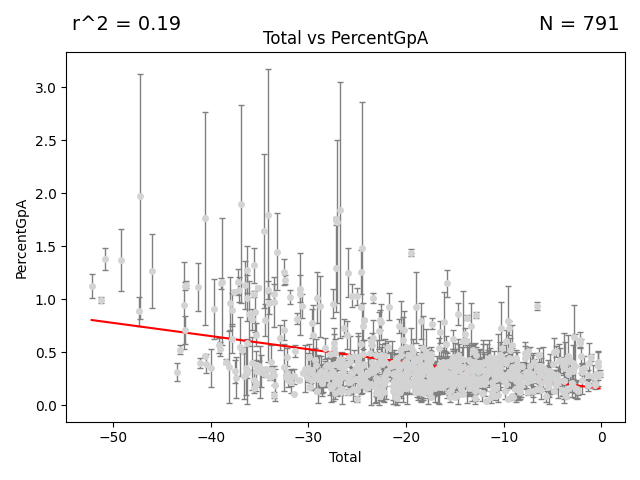 r^2 = 0.19
N = 791
Total vs PercentGpA
PercentGpA
3.0
2.5
2.0
1.5
1.0
0.5
0.0
−50
−40
−30
−20
−10
0
Total